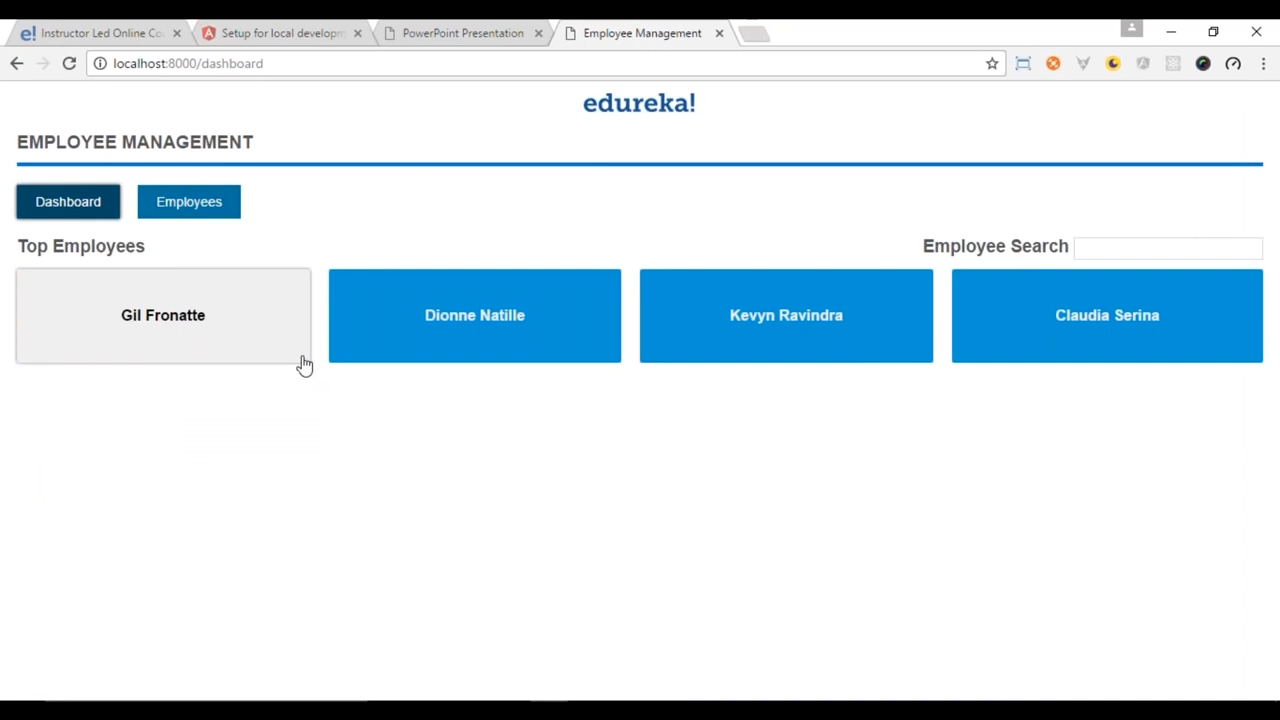 e! Instructor Led Online Co
Setup for local developm
PowerPoint Presentation
Employee Management
localhost:8000/dashboard
edureka!
EMPLOYEE MANAGEMENT
Dashboard
Employees
Top Employees
Employee Search
Gil Fronatte
Dionne Natille
Kevyn Ravindra
Claudia Serina